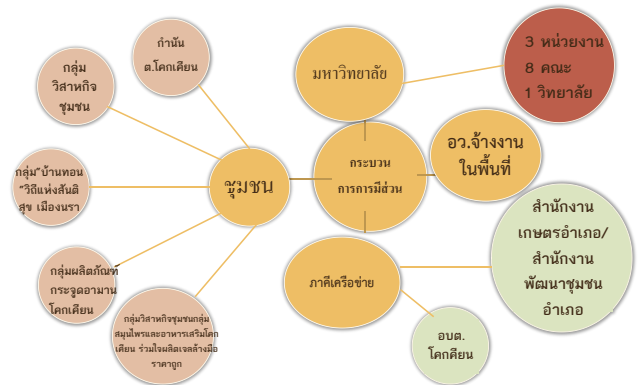 กำนัน
ต.โคกเคียน
กลุ่ม
วิสาหกิจ
ชุมชน
กลุ่ม"บ้านทอน
"วิถีแห่งสันติ
สุข เมืองนรา
กลุ่มผลิตภัณฑ์
กระจูดอามาน
โคกเคียน
กลุ่มวิสาหกิจชุมชนกลุ่ม
สมุนไพรและอาหารเสริมโคก
เคียน ร่วมใจผลิตเจลล้างมือ
ราคาถูก
ชุมชน
มหาวิทยาลัย
กระบวน
การการมีส่วน
ภาคีเครือข่าย
3 หน่วยงาน
8 คณะ
1 วิทยาลัย
อว.จ้างงาน
ในพื้นที่
สำนักงาน
เกษตรอำเภอ/
สำนักงาน
พัฒนาชุมชน
อำเภอ
อบต.
โคกคียน